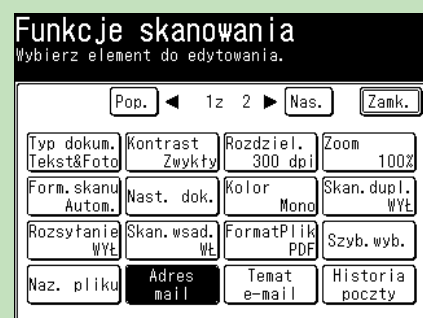 Funkcje skanowania
Wybierz element do edytowania.
Pop. ◀ 1z 2 ▶ Nas. Zamk.
Typ dokum. Kontrast Rozdziel. Zoom
Tekst&Foto Zwykły 300 dpi 100%
Form.skanu Nast. dok. Kolor Skan.dupl.
Autom. Mono WYŁ
Rozsyłanie Skan.wsad. FormatPlik Szyb.wyb.
WYŁ WŁ PDF
Naz. pliku Adres Temat Historia
mail e-mail poczty